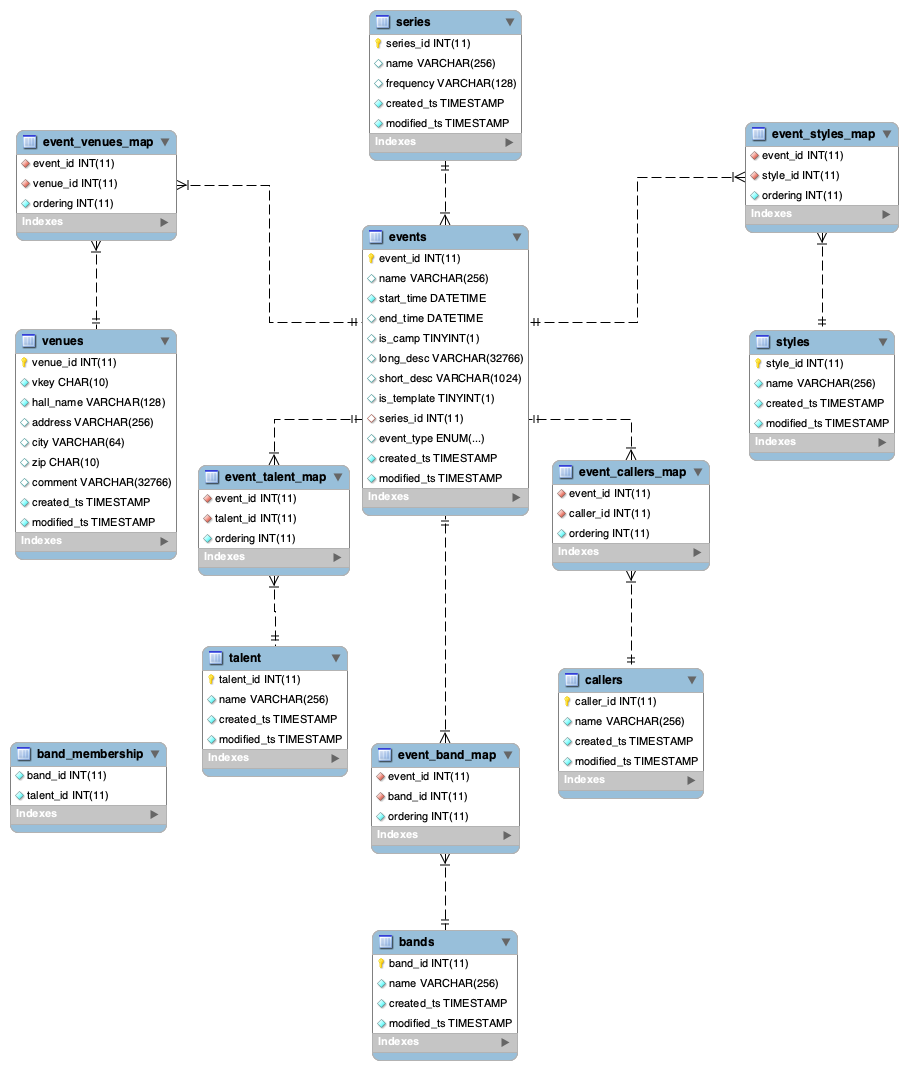 series
series_id INT(11)
name VARCHAR(256)
frequency VARCHAR(128)
created_ts TIMESTAMP
modified_ts TIMESTAMP
Indexes
event_venues_map
event_id INT(11)
venue_id INT(11)
ordering INT(11)
Indexes
event_styles_map
event_id INT(11)
style_id INT(11)
ordering INT(11)
Indexes
events
event_id INT(11)
name VARCHAR(256)
start_time DATETIME
end_time DATETIME
is_camp TINYINT(1)
long_desc VARCHAR(32766)
short_desc VARCHAR(1024)
is_template TINYINT(1)
series_id INT(11)
event_type ENUM(...)
created_ts TIMESTAMP
modified_ts TIMESTAMP
Indexes
venues
venue_id INT(11)
vkey CHAR(10)
hall_name VARCHAR(128)
address VARCHAR(256)
city VARCHAR(64)
zip CHAR(10)
comment VARCHAR(32766)
created_ts TIMESTAMP
modified_ts TIMESTAMP
Indexes
styles
style_id INT(11)
name VARCHAR(256)
created_ts TIMESTAMP
modified_ts TIMESTAMP
Indexes
event_talent_map
event_id INT(11)
talent_id INT(11)
ordering INT(11)
Indexes
event_callers_map
event_id INT(11)
caller_id INT(11)
ordering INT(11)
Indexes
talent
talent_id INT(11)
name VARCHAR(256)
created_ts TIMESTAMP
modified_ts TIMESTAMP
Indexes
callers
caller_id INT(11)
name VARCHAR(256)
created_ts TIMESTAMP
modified_ts TIMESTAMP
Indexes
band_membership
band_id INT(11)
talent_id INT(11)
Indexes
event_band_map
event_id INT(11)
band_id INT(11)
ordering INT(11)
Indexes
bands
band_id INT(11)
name VARCHAR(256)
created_ts TIMESTAMP
modified_ts TIMESTAMP
Indexes